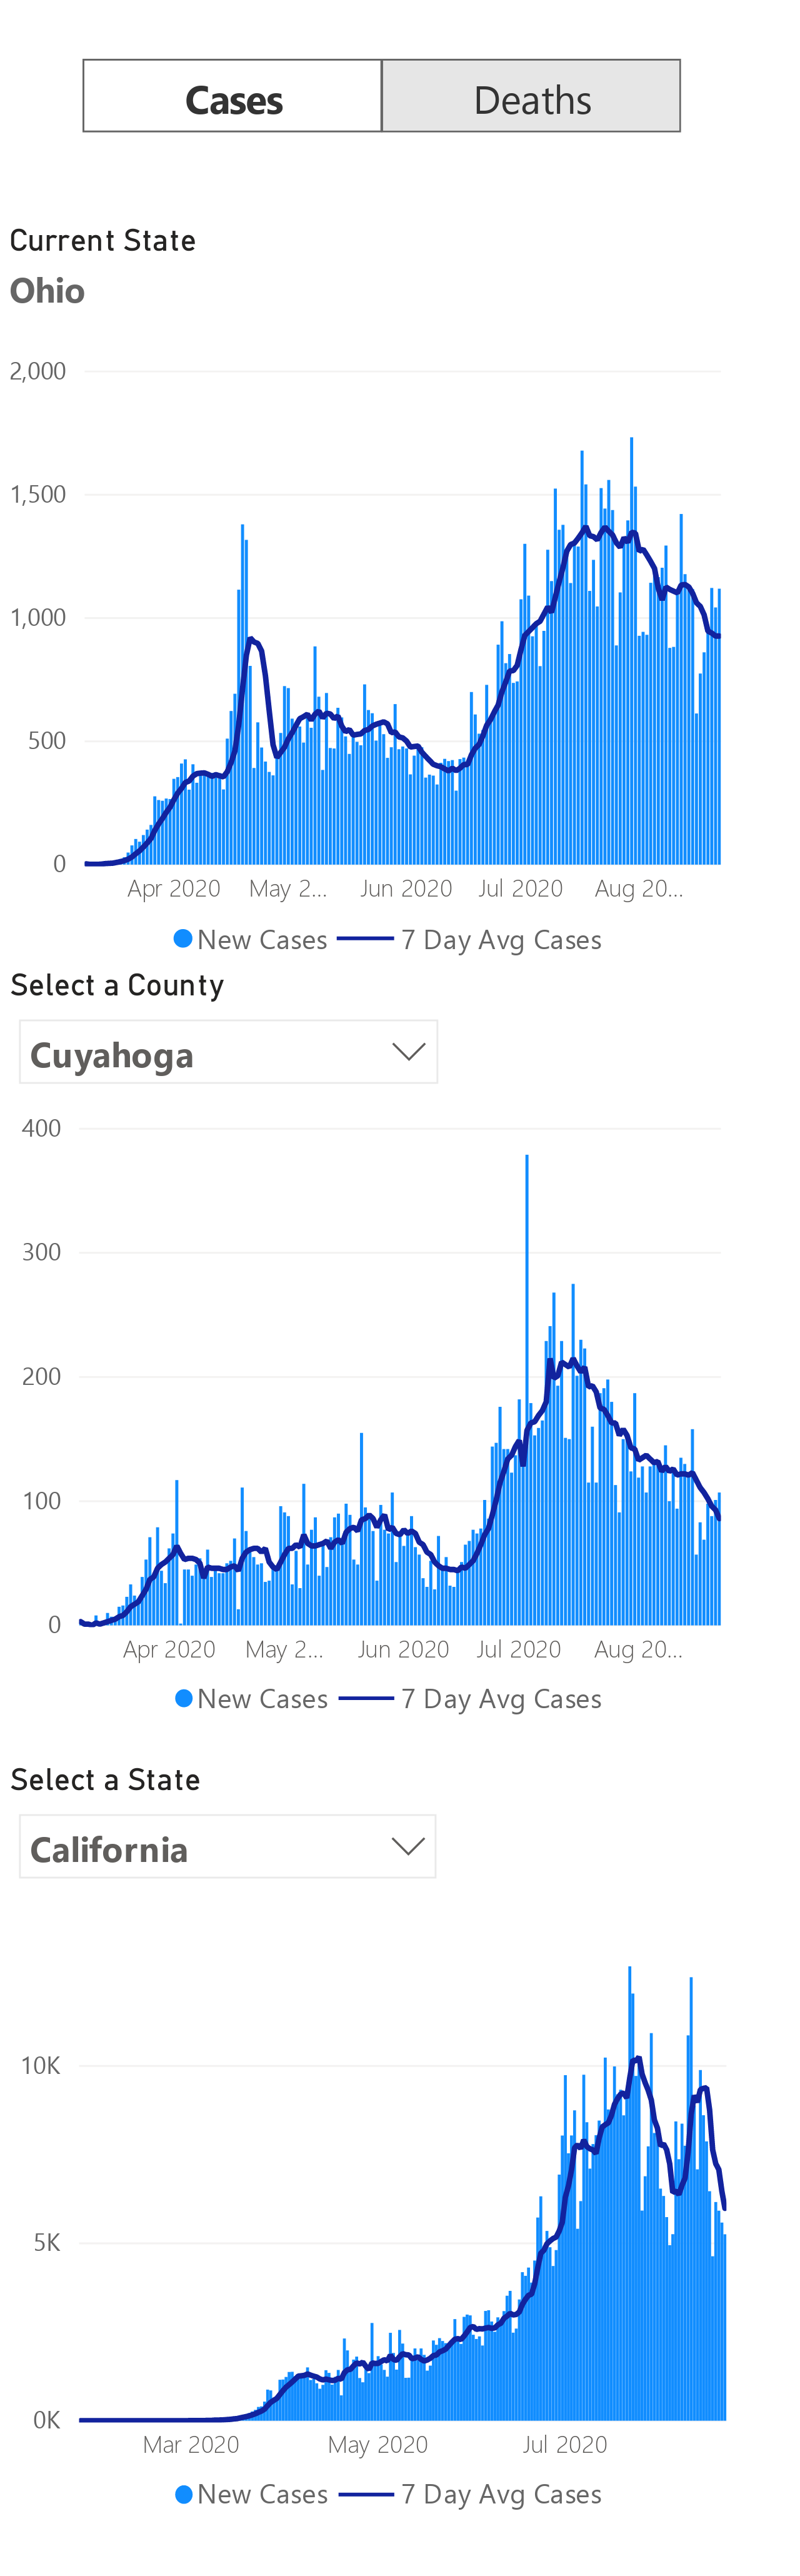 Cases Deaths
Current State
Ohio
2,000
1,500
1,000
500
0
Apr 2020 May 2... Jun 2020 Jul 2020 Aug 20...
New Cases 7 Day Avg Cases
Select a County
Cuyahoga
400
300
200
100
0
Apr 2020 May 2... Jun 2020 Jul 2020 Aug 20...
New Cases 7 Day Avg Cases
Select a State
California
10K
5K
0K
Mar 2020 May 2020 Jul 2020
New Cases 7 Day Avg Cases